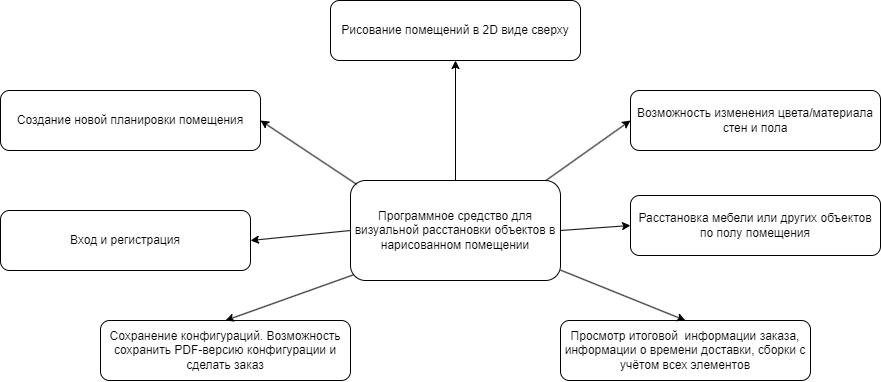 Рисование помещений в 2D виде сверху
Создание новой планировки помещения
Возможность изменения цвета/материала
стен и пола
Программное средство для
визуальной расстановки объектов в
нарисованном помещении
Вход и регистрация
Расстановка мебели или других объектов
по полу помещения
Сохранение конфигураций. Возможность
сохранить PDF-версию конфигурации и
сделать заказ
Просмотр итоговой информации заказа,
информации о времени доставки, сборки с
учётом всех элементов